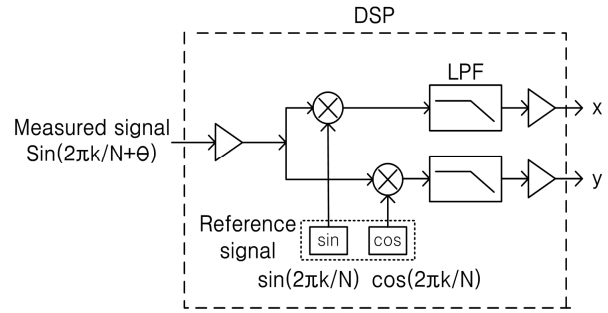 DSP
LPF
x
Measured signal
Sin(2πk/N+Θ)
y
Reference
signal
sin
cos
sin(2πk/N)
cos(2πk/N)